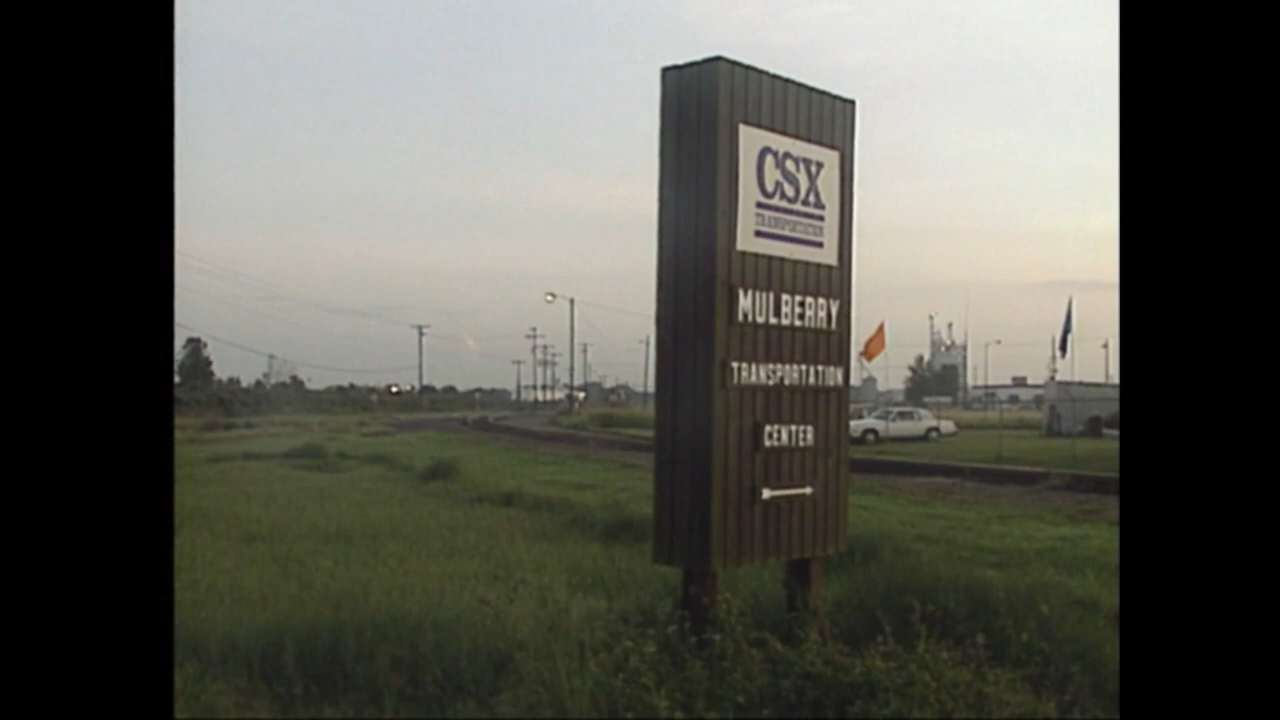 CSX
TRANSPORTATION
MULBERRY
TRANSPORTATION
CENTER